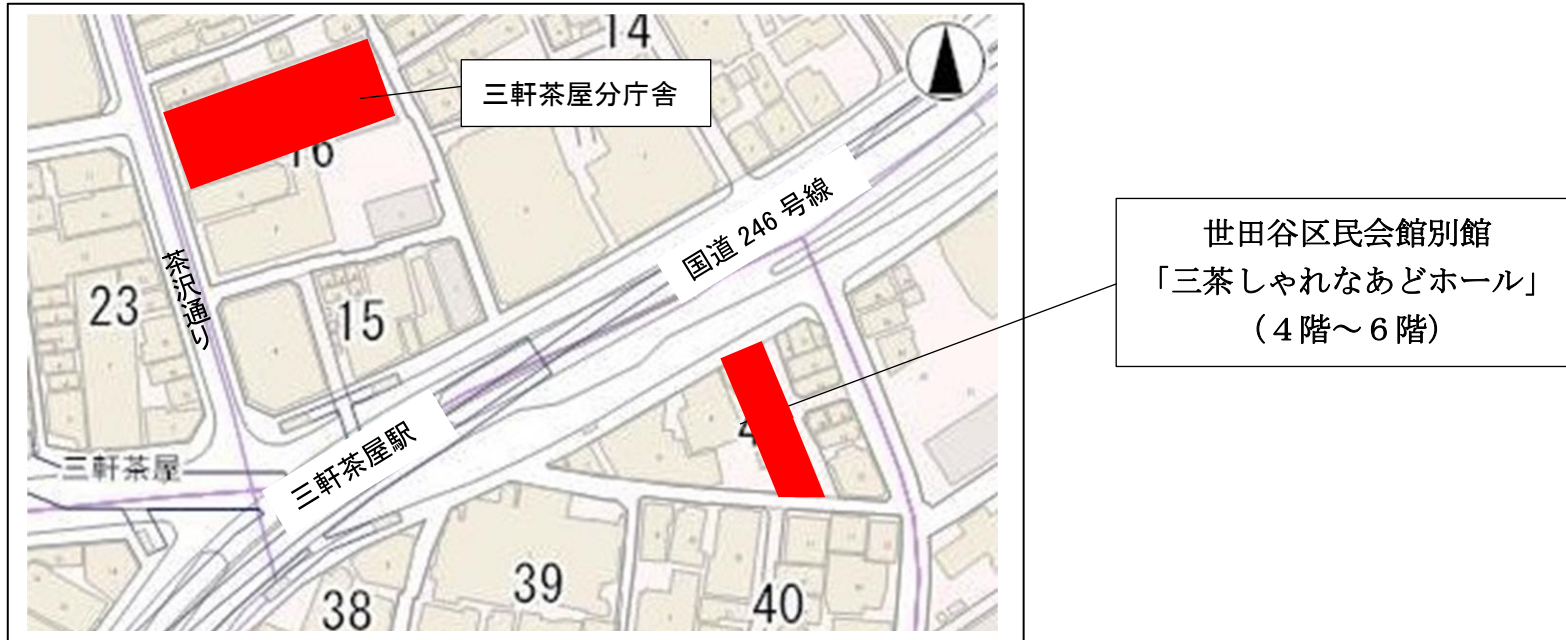 14
三軒茶屋分庁舎
16
国道 246 号線
世田谷区民会館別館
「三茶しゃれなあどホール」
（４階～６階）
茶沢通り
23
15
4
三軒茶屋駅
三軒茶屋
39
38
40